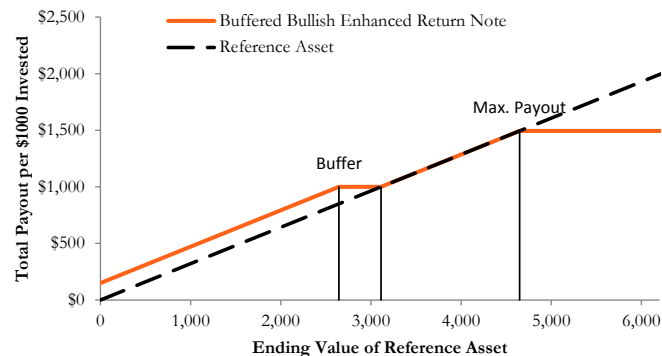 $2,500
Buffered Bullish Enhanced Return Note
Reference Asset
$2,000
Max. Payout
$1,500
Buffer
$1,000
$500
$0
Total Payout per $1000 Invested
0 1,000 2,000 3,000 4,000 5,000 6,000
Ending Value of Reference Asset